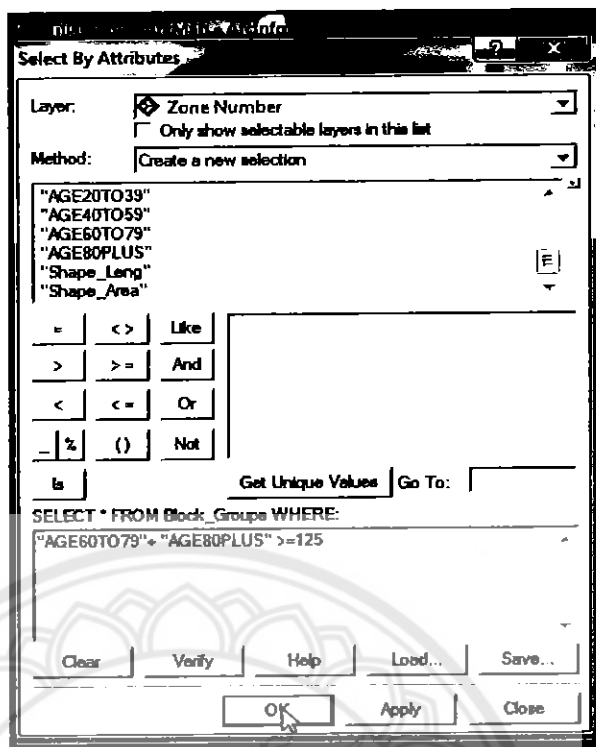 Select By Attributes
?
X
Layer: Zone Number
Only show selectable layers in this list
Method: Create a new selection
"AGE20TO39"
"AGE40TO59"
"AGE60TO79"
"AGE80PLUS"
"Shape_Leng"
"Shape_Area"
= <> Like
> >= And
< <= Or
_ % () Not
Is Get Unique Values Go To:
SELECT * FROM Block_Groups WHERE:
"AGE60TO79"+ "AGE80PLUS" >=125
Clear Verify Help Load... Save...
OK Apply Close